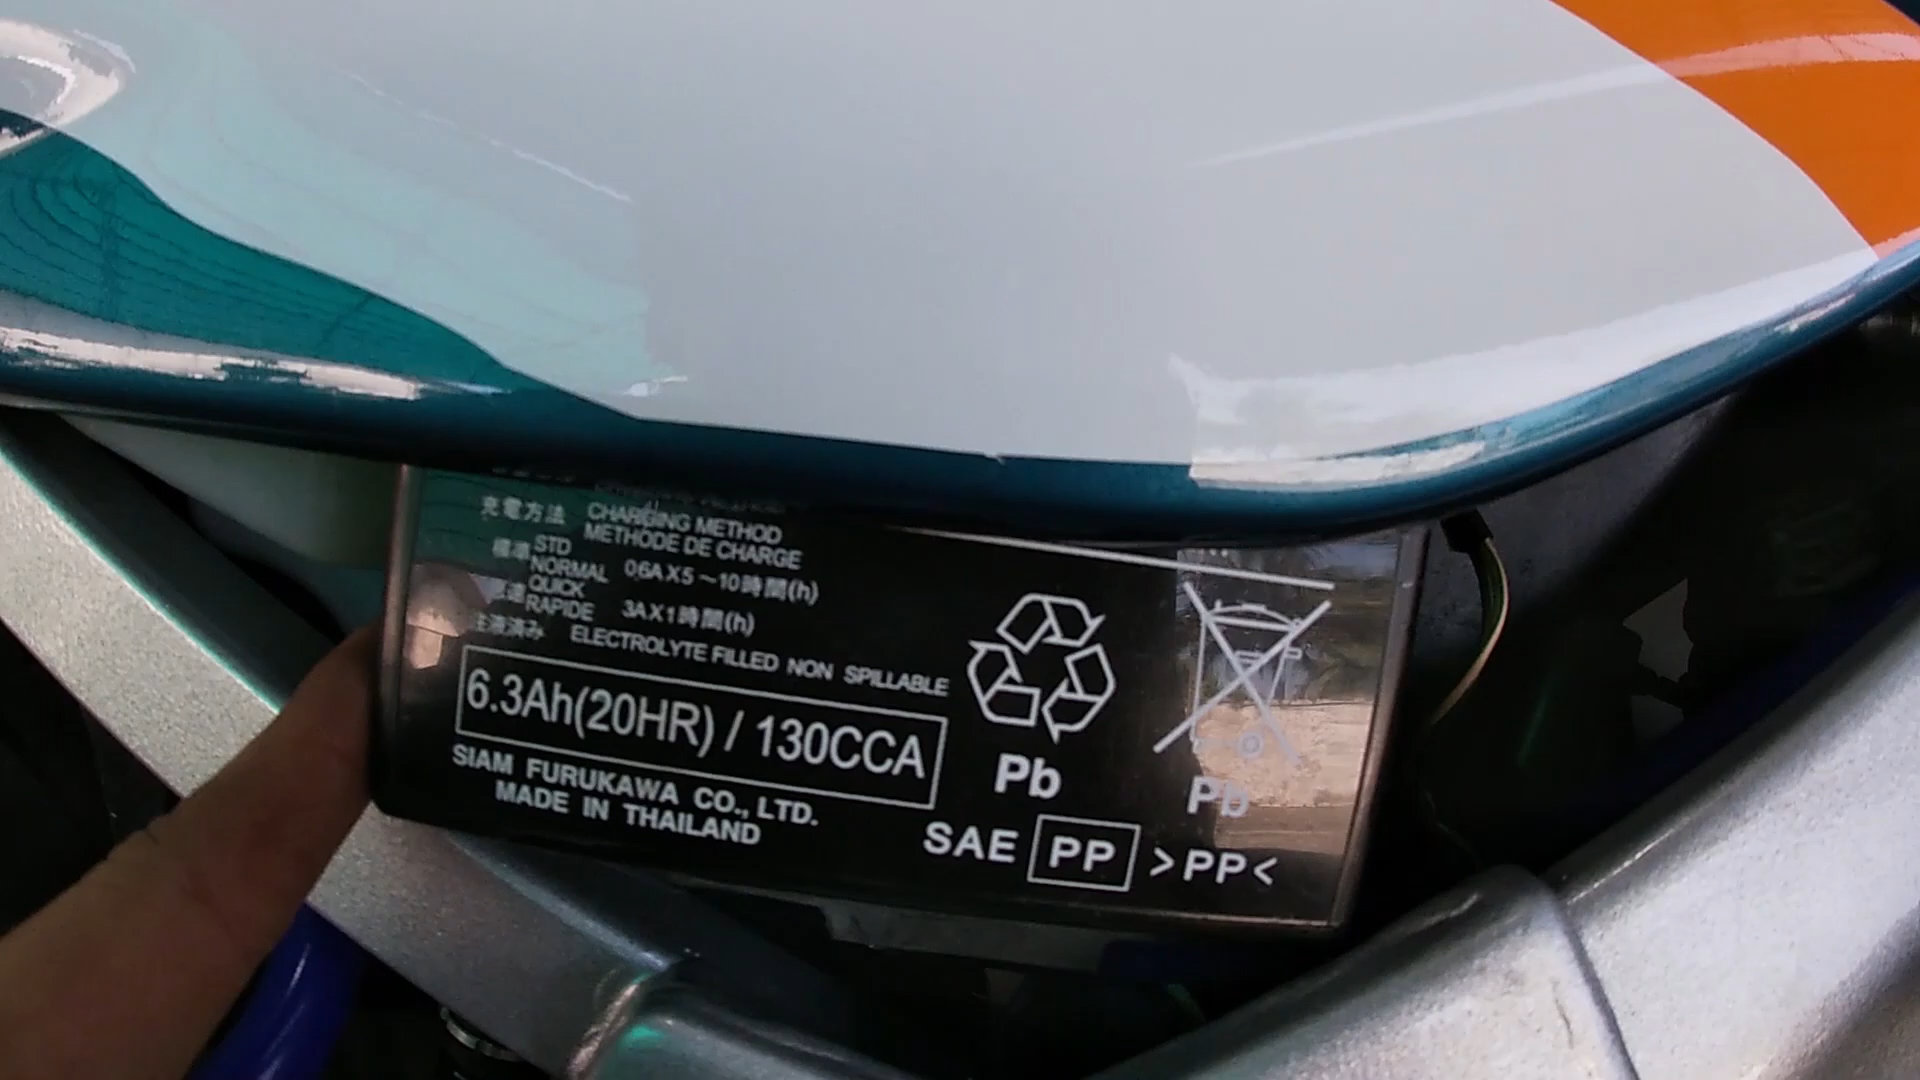 充電方法 CHARGING METHOD
METHODE DE CHARGE
標準 STD
NORMAL 0.6A X 5～10時間(h)
急速 QUICK
RAPIDE 3A X 1時間(h)
注液済み ELECTROLYTE FILLED NON SPILLABLE
6.3Ah(20HR) / 130CCA
SIAM FURUKAWA CO., LTD.
MADE IN THAILAND
Pb
Pb
SAE PP >PP<